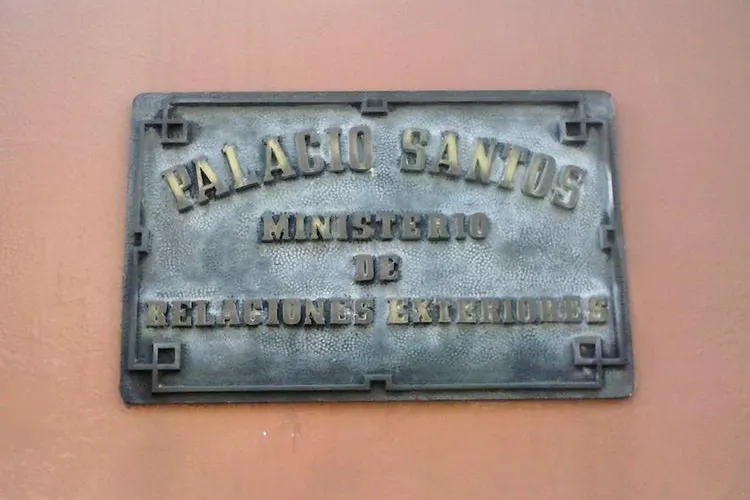 PALACIO SANTOS
MINISTERIO
DE
RELACIONES EXTERIORES